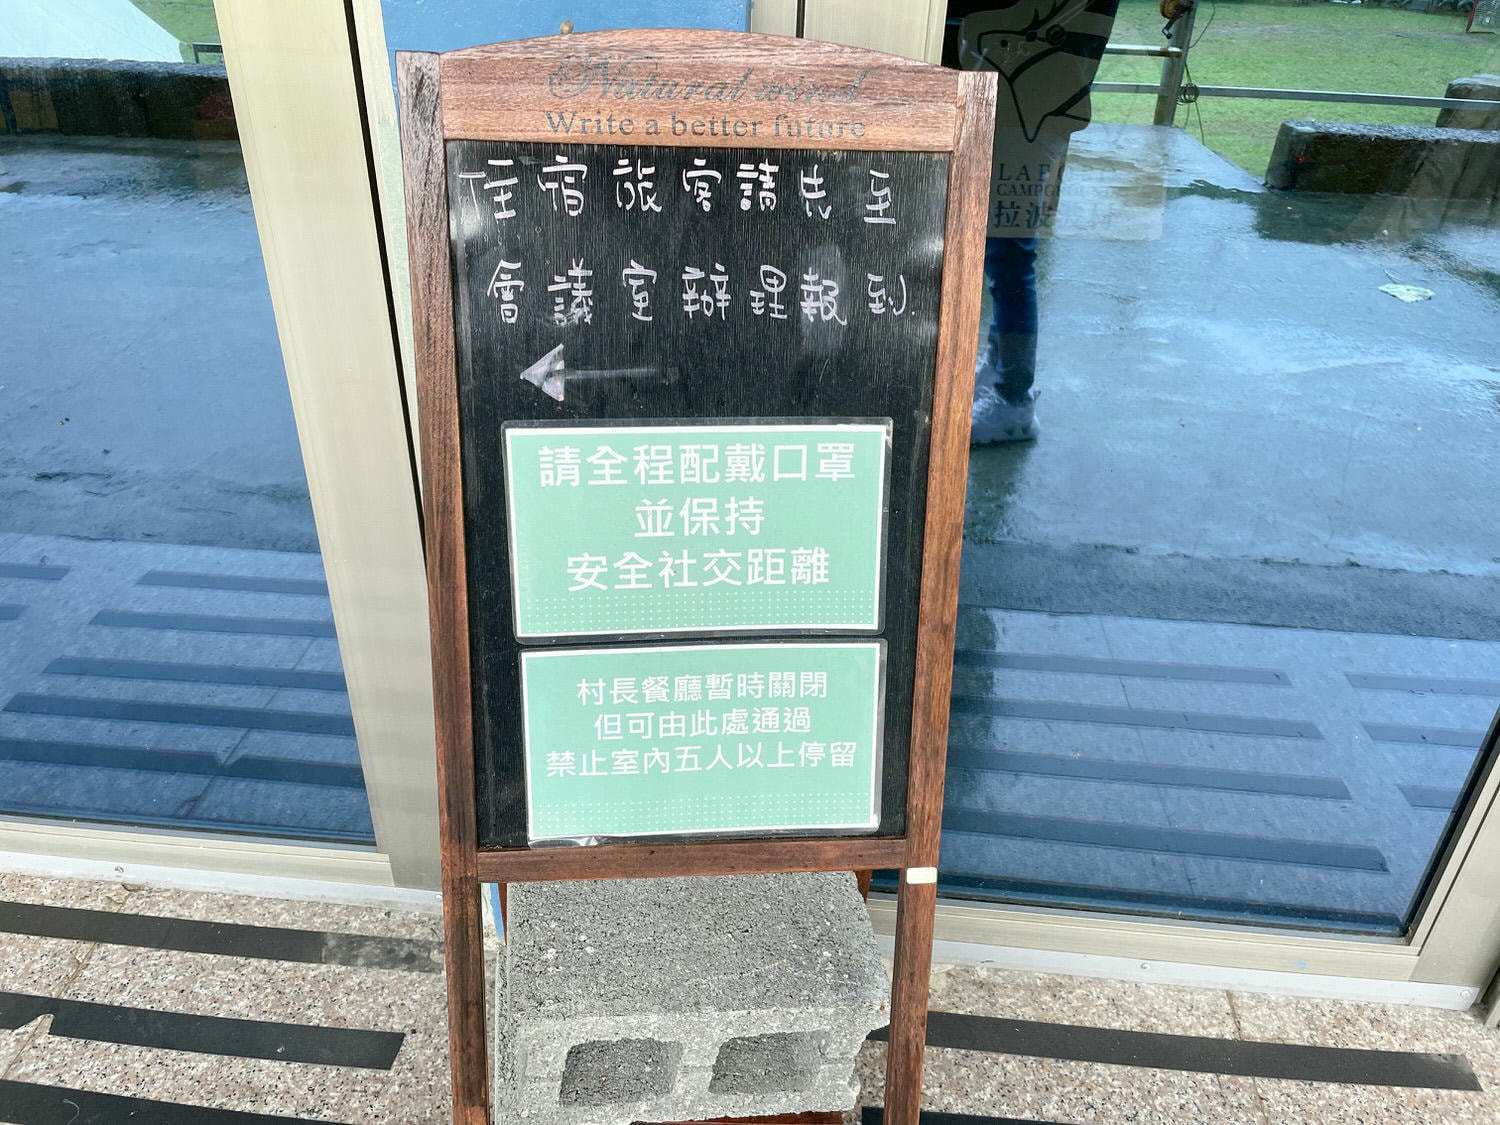 Natural wind
Write a better future
住宿旅客請先至
會議室辦理報到.
請全程配戴口罩
並保持
安全社交距離
村長餐廳暫時關閉
但可由此處通過
禁止室內五人以上停留
拉波